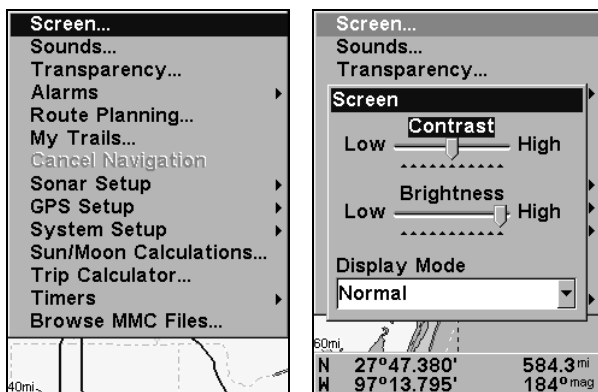 Screen...
Sounds...
Transparency...
Alarms
Route Planning...
My Trails...
Cancel Navigation
Sonar Setup
GPS Setup
System Setup
Sun/Moon Calculations...
Trip Calculator...
Timers
Browse MMC Files...
40mi
Screen...
Sounds...
Transparency...
Screen
Contrast
Low High
Brightness
Low High
Display Mode
Normal
60mi
N 27°47.380' 584.3 mi
W 97°13.795' 184° mag